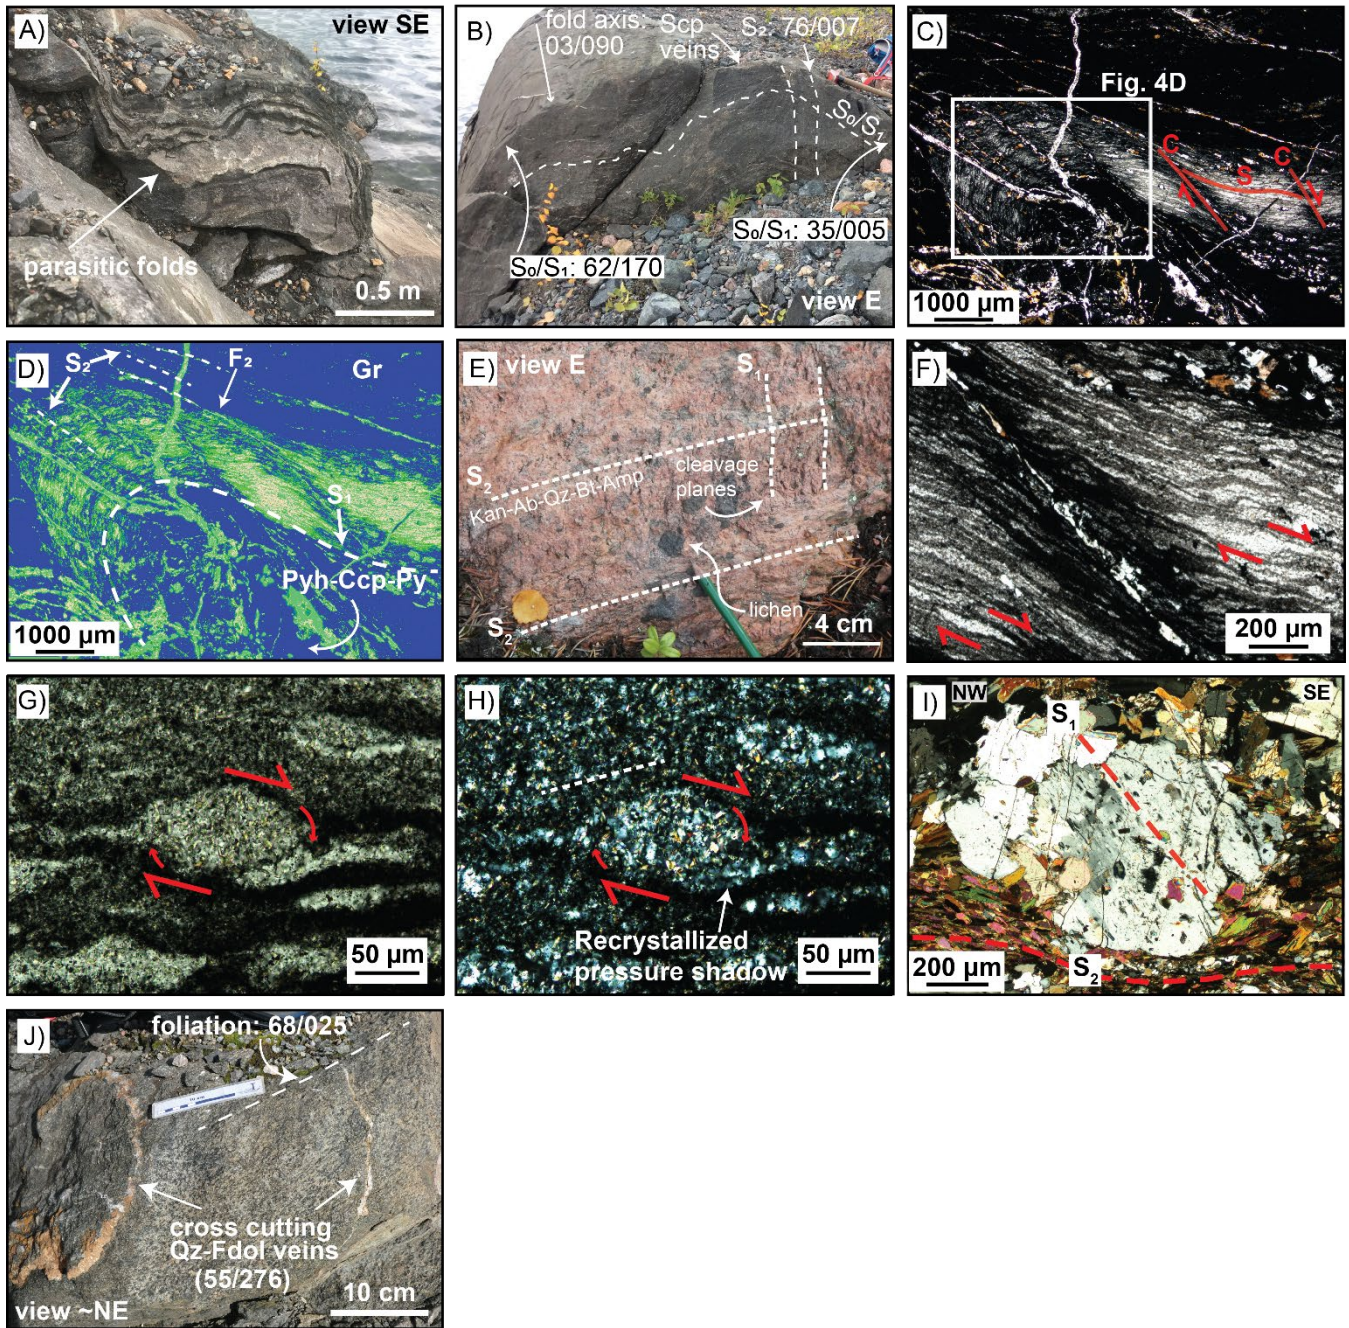 A)
view SE
parasitic folds
0.5 m
B)
fold axis:
03/090
Scp
veins
S₂: 76/007
S₀/S₁
S₀/S₁: 35/005
S₀/S₁: 62/170
view E
C)
Fig. 4D
C
S
C
1000 µm
D)
S₂
F₂
Gr
S₁
Pyh-Ccp-Py
1000 µm
E)
view E
S₁
S₂
Kan-Ab-Qz-Bt-Amp
cleavage
planes
lichen
S₂
4 cm
F)
200 µm
G)
50 µm
H)
Recrystallized
pressure shadow
50 µm
I)
NW
SE
S₁
S₂
200 µm
J)
foliation: 68/025
cross cutting
Qz-Fdol veins
(55/276)
10 cm
view ~NE